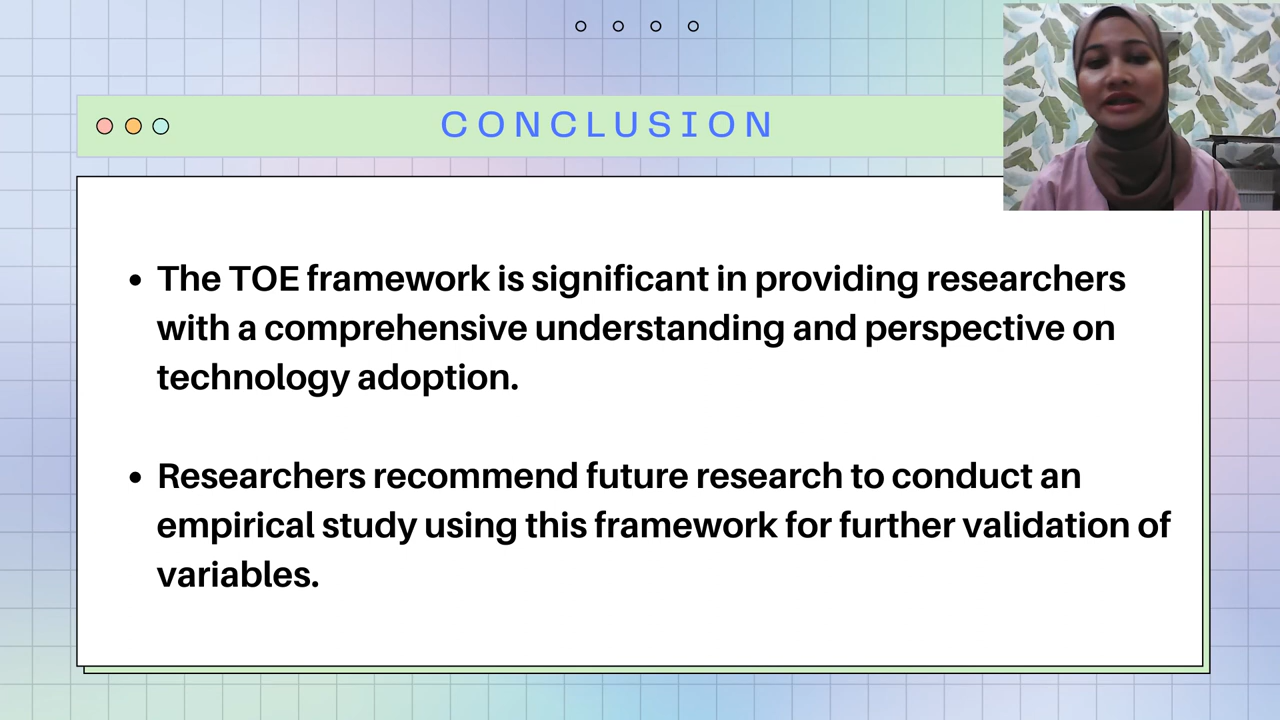 CONCLUSION
• The TOE framework is significant in providing researchers
with a comprehensive understanding and perspective on
technology adoption.
• Researchers recommend future research to conduct an
empirical study using this framework for further validation of
variables.